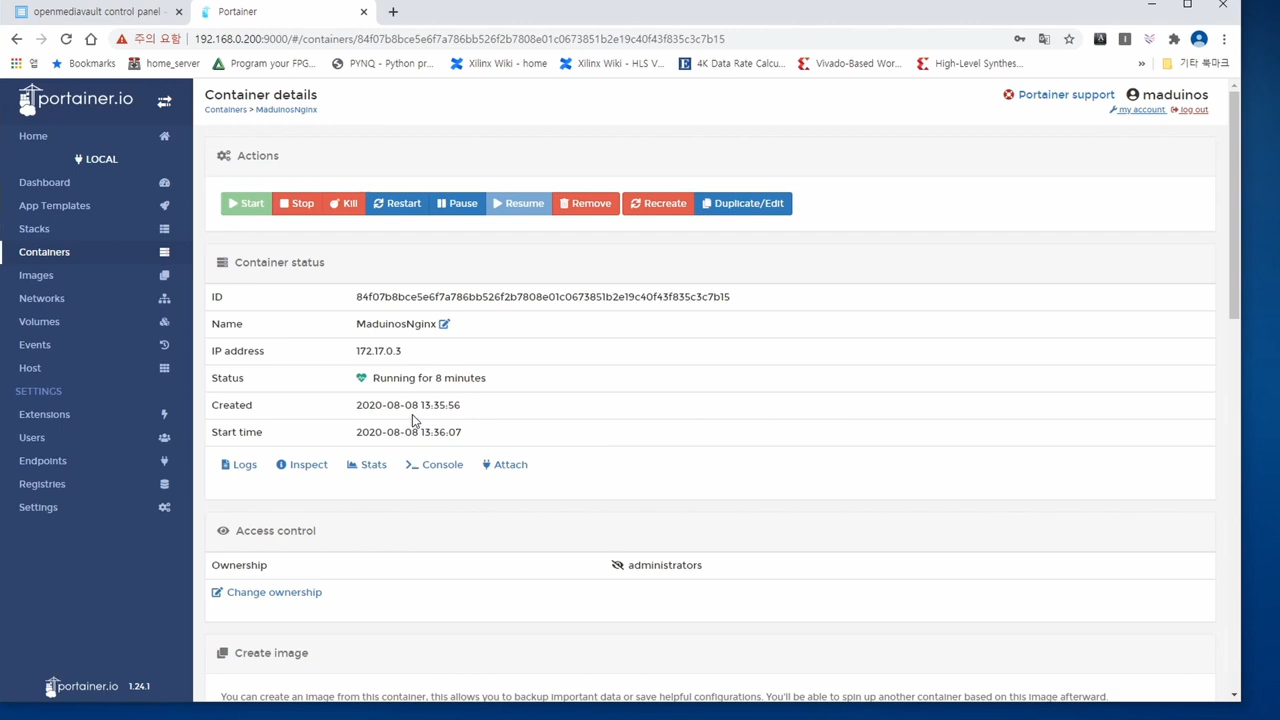 openmediavault control panel
Portainer
주의 요함
192.168.0.200:9000/#/containers/84f07b8bce5e6f7a786bb526f2b7808e01c0673851b2e19c40f43f835c3c7b15
앱
Bookmarks
home_server
Program your FPG...
PYNQ - Python pr...
Xilinx Wiki - home
Xilinx Wiki - HLS V...
4K Data Rate Calcu...
Vivado-Based Wor...
High-Level Synthes...
»
기타 북마크
portainer.io
Home
LOCAL
Dashboard
App Templates
Stacks
Containers
Images
Networks
Volumes
Events
Host
SETTINGS
Extensions
Users
Endpoints
Registries
Settings
portainer.io 1.24.1
Container details
Containers > MaduinosNginx
Portainer support
maduinos
my account
log out
Actions
Start Stop Kill Restart Pause Resume Remove Recreate Duplicate/Edit
Container status
ID 84f07b8bce5e6f7a786bb526f2b7808e01c0673851b2e19c40f43f835c3c7b15
Name MaduinosNginx
IP address 172.17.0.3
Status Running for 8 minutes
Created 2020-08-08 13:35:56
Start time 2020-08-08 13:36:07
Logs Inspect Stats Console Attach
Access control
Ownership administrators
Change ownership
Create image
You can create an image from this container, this allows you to backup important data or save helpful configurations. You'll be able to spin up another container based on this image afterward.